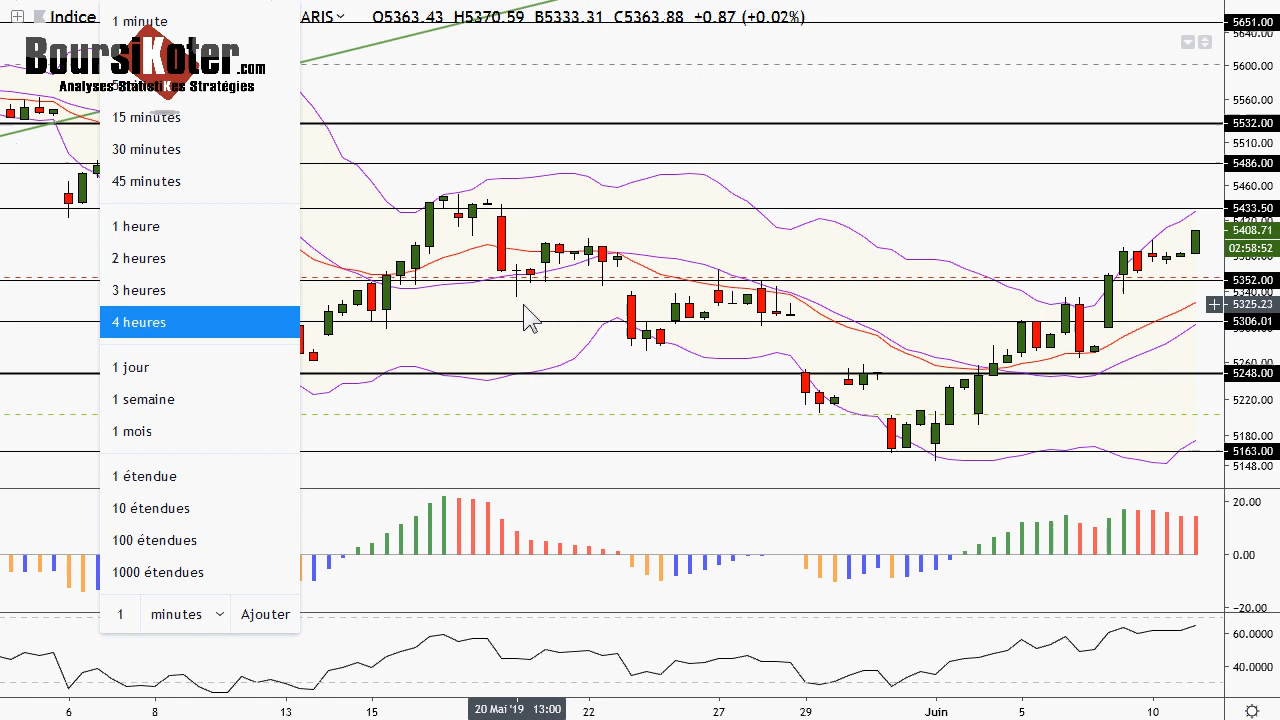 Indice
ARIS
O5363.43 H5370.59 B5333.31 C5363.88 +0.87 (+0.02%)
BoursiKoter.com
Analyses StatistiKes Stratégies
1 minute
15 minutes
30 minutes
45 minutes
1 heure
2 heures
3 heures
4 heures
1 jour
1 semaine
1 mois
1 étendue
10 étendues
100 étendues
1000 étendues
1 minutes Ajouter
5651.00
5640.00
5600.00
5560.00
5532.00
5510.00
5486.00
5460.00
5433.50
5408.71
02:58:52
5352.00
5325.23
5306.01
5260.00
5248.00
5220.00
5200.00
5180.00
5163.00
5148.00
20.00
0.00
−20.00
60.0000
40.0000
6 8 13 15 20 Mai '19 13:00 22 27 29 Juin 5 10